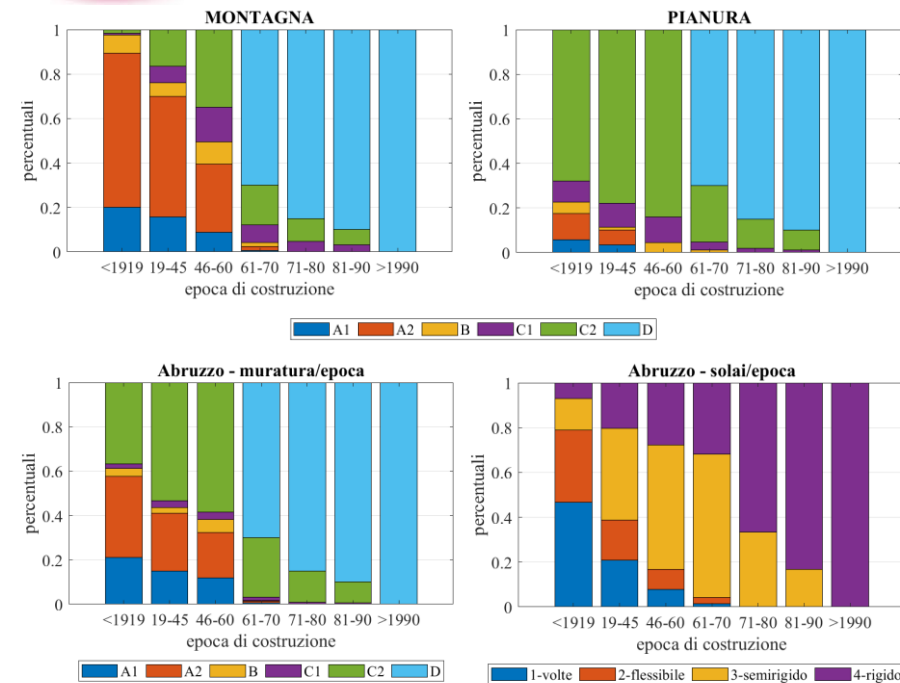 MONTAGNA
1
0.8
0.6
0.4
0.2
0
percentuali
<1919 19-45 46-60 61-70 71-80 81-90 >1990
epoca di costruzione
PIANURA
1
0.8
0.6
0.4
0.2
0
percentuali
<1919 19-45 46-60 61-70 71-80 81-90 >1990
epoca di costruzione
A1 A2 B C1 C2 D
Abruzzo - muratura/epoca
1
0.8
0.6
0.4
0.2
0
percentuali
<1919 19-45 46-60 61-70 71-80 81-90 >1990
epoca di costruzione
A1 A2 B C1 C2 D
Abruzzo - solai/epoca
1
0.8
0.6
0.4
0.2
0
percentuali
<1919 19-45 46-60 61-70 71-80 81-90 >1990
epoca di costruzione
1-volte 2-flessibile 3-semirigido 4-rigido